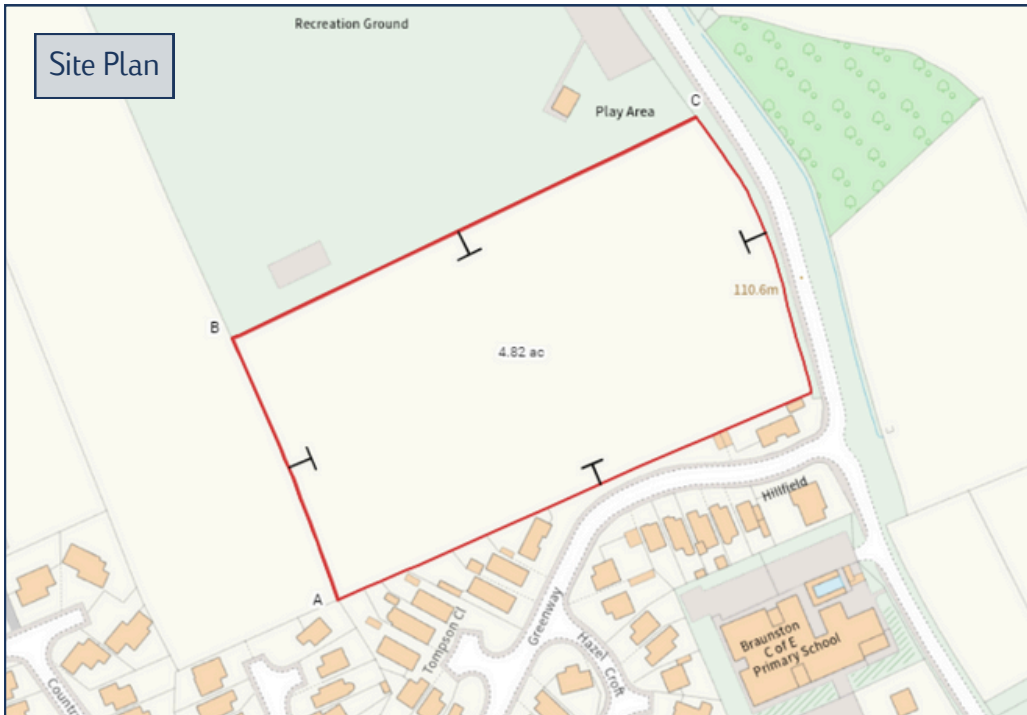 Recreation Ground
Site Plan
C
Play Area
110.6m
B
4.82 ac
Hillfield
A
Tompson Cl
Greenway
Hazel Croft
Braunston
C of E
Primary School